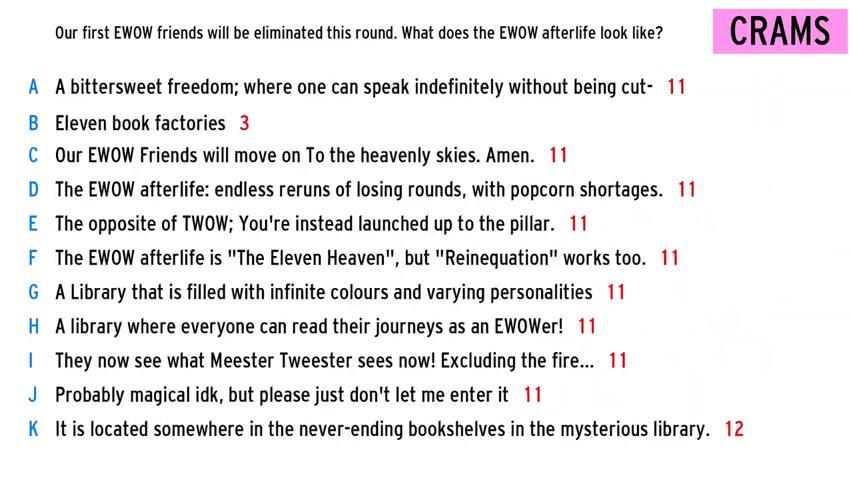 Our first EWOW friends will be eliminated this round. What does the EWOW afterlife look like?
CRAMS
A A bittersweet freedom; where one can speak indefinitely without being cut- 11
B Eleven book factories 3
C Our EWOW Friends will move on To the heavenly skies. Amen. 11
D The EWOW afterlife: endless reruns of losing rounds, with popcorn shortages. 11
E The opposite of TWOW; You're instead launched up to the pillar. 11
F The EWOW afterlife is "The Eleven Heaven", but "Reinequation" works too. 11
G A Library that is filled with infinite colours and varying personalities 11
H A library where everyone can read their journeys as an EWOWer! 11
I They now see what Meester Tweester sees now! Excluding the fire... 11
J Probably magical idk, but please just don't let me enter it 11
K It is located somewhere in the never-ending bookshelves in the mysterious library. 12